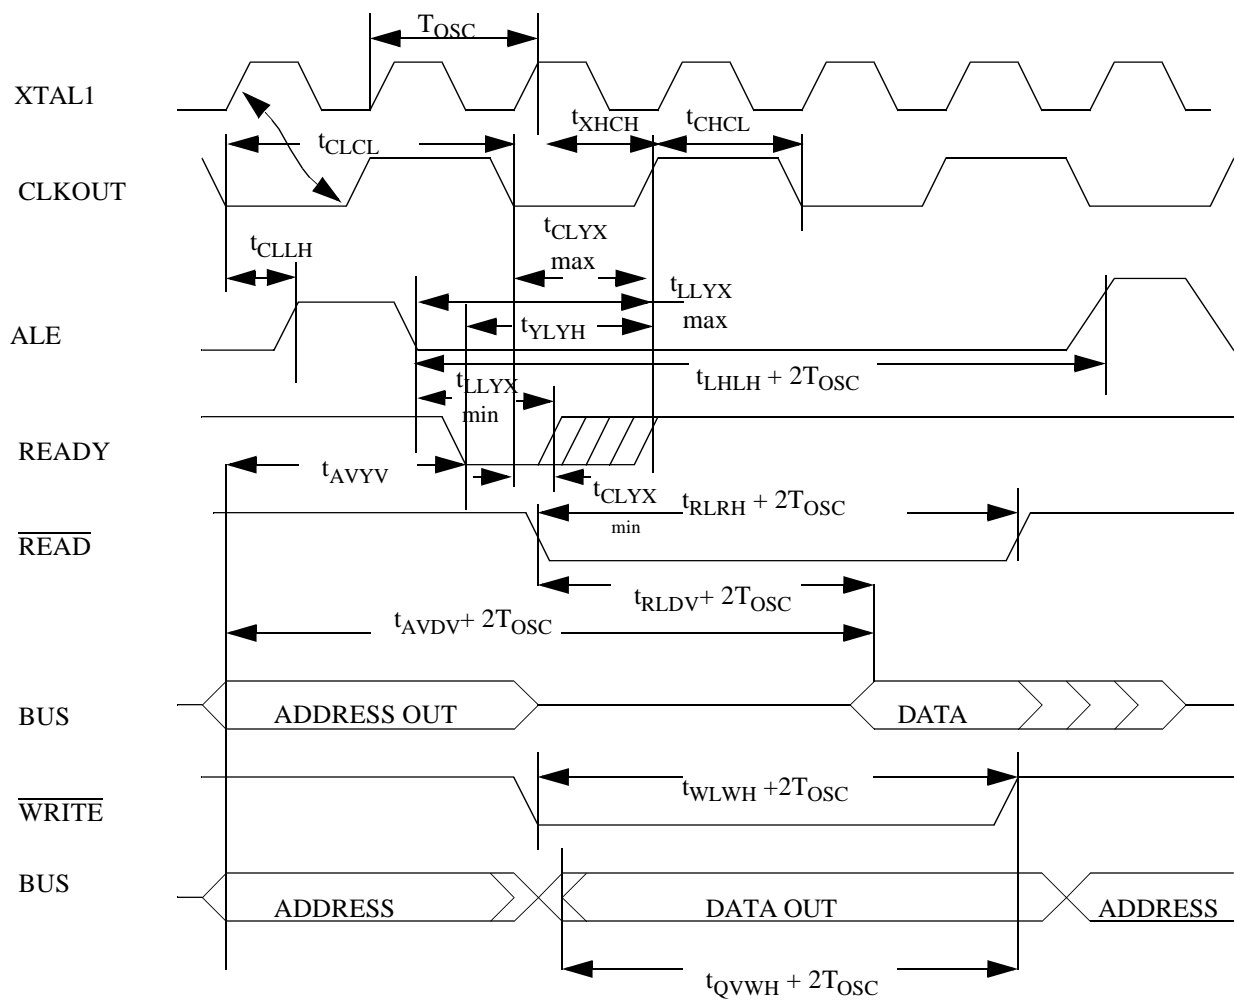 TOSC
XTAL1
tXHCH
tCHCL
tCLCL
CLKOUT
tCLYX
max
tCLLH
tLLYX
max
tYLYH
ALE
tLHLH + 2TOSC
tLLYX
min
READY
tAVYV
tCLYX
min
tRLRH + 2TOSC
READ
tRLDV+ 2TOSC
tAVDV+ 2TOSC
BUS
ADDRESS OUT
DATA
tWLWH +2TOSC
WRITE
BUS
ADDRESS
DATA OUT
ADDRESS
tQVWH + 2TOSC